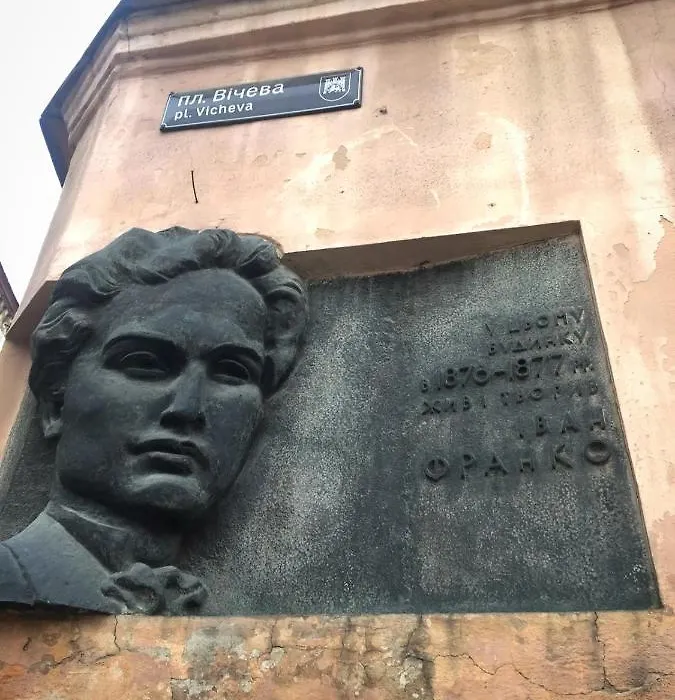 пл. Вічева
pl. Vicheva
У ЦЬОМУ
БУДИНКУ
В 1876-1877 рр.
ЖИВ І ТВОРИВ
ІВАН
ФРАНКО